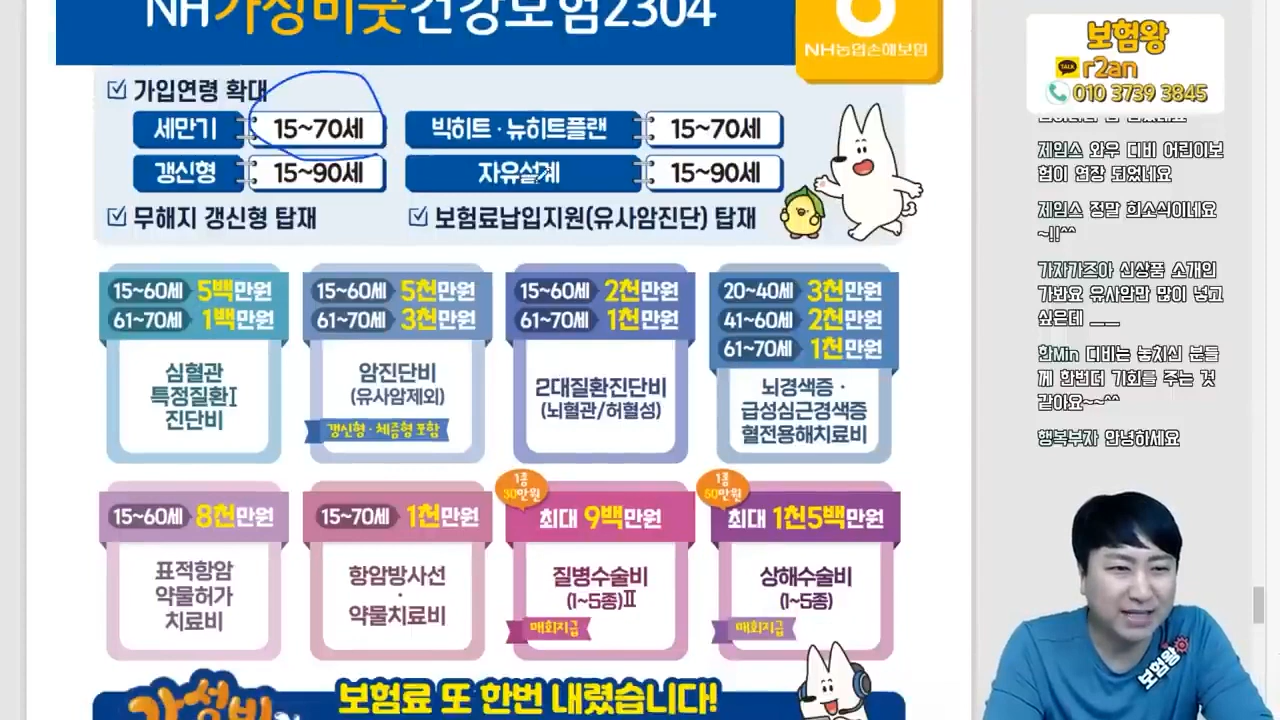 NH가성비굿건강보험2304
NH농업손해보험
가입연령 확대
세만기 15~70세
빅히트·뉴히트플랜 15~70세
갱신형 15~90세
자유설계 15~90세
무해지 갱신형 탑재
보험료납입지원(유사암진단) 탑재
15~60세 5백만원
61~70세 1백만원
심혈관
특정질환I
진단비
15~60세 5천만원
61~70세 3천만원
암진단비
(유사암제외)
갱신형·체증형 포함
15~60세 2천만원
61~70세 1천만원
2대질환진단비
(뇌혈관/허혈성)
20~40세 3천만원
41~60세 2천만원
61~70세 1천만원
뇌경색증·
급성심근경색증
혈전용해치료비
15~60세 8천만원
표적항암
약물허가
치료비
15~70세 1천만원
항암방사선
·
약물치료비
1종
30만원
최대 9백만원
질병수술비
(1~5종)II
매회지급
1종
50만원
최대 1천5백만원
상해수술비
(1~5종)
매회지급
가성비
보험료 또 한번 내렸습니다!
보험왕
TALK r2an
010 3739 3845
제임스 와우 디비 어린이보
험이 연장 되었네요
제임스 정말 희소식이네요
~!!^^
가자가즈아 신상품 소개인
가봐요 유사암만 많이 넣고
싶은데 ㅡㅡ
한Min 디비는 놓치신 분들
께 한번더 기회를 주는 것
같아요~~^^
행복부자 안녕하세요
보험왕